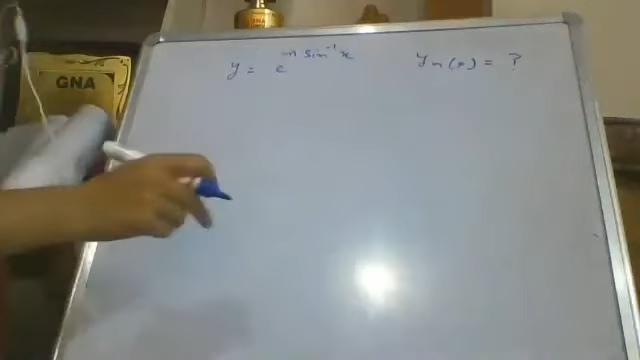 GNA
y = e^{m sin⁻¹x} yₙ(o) = ?